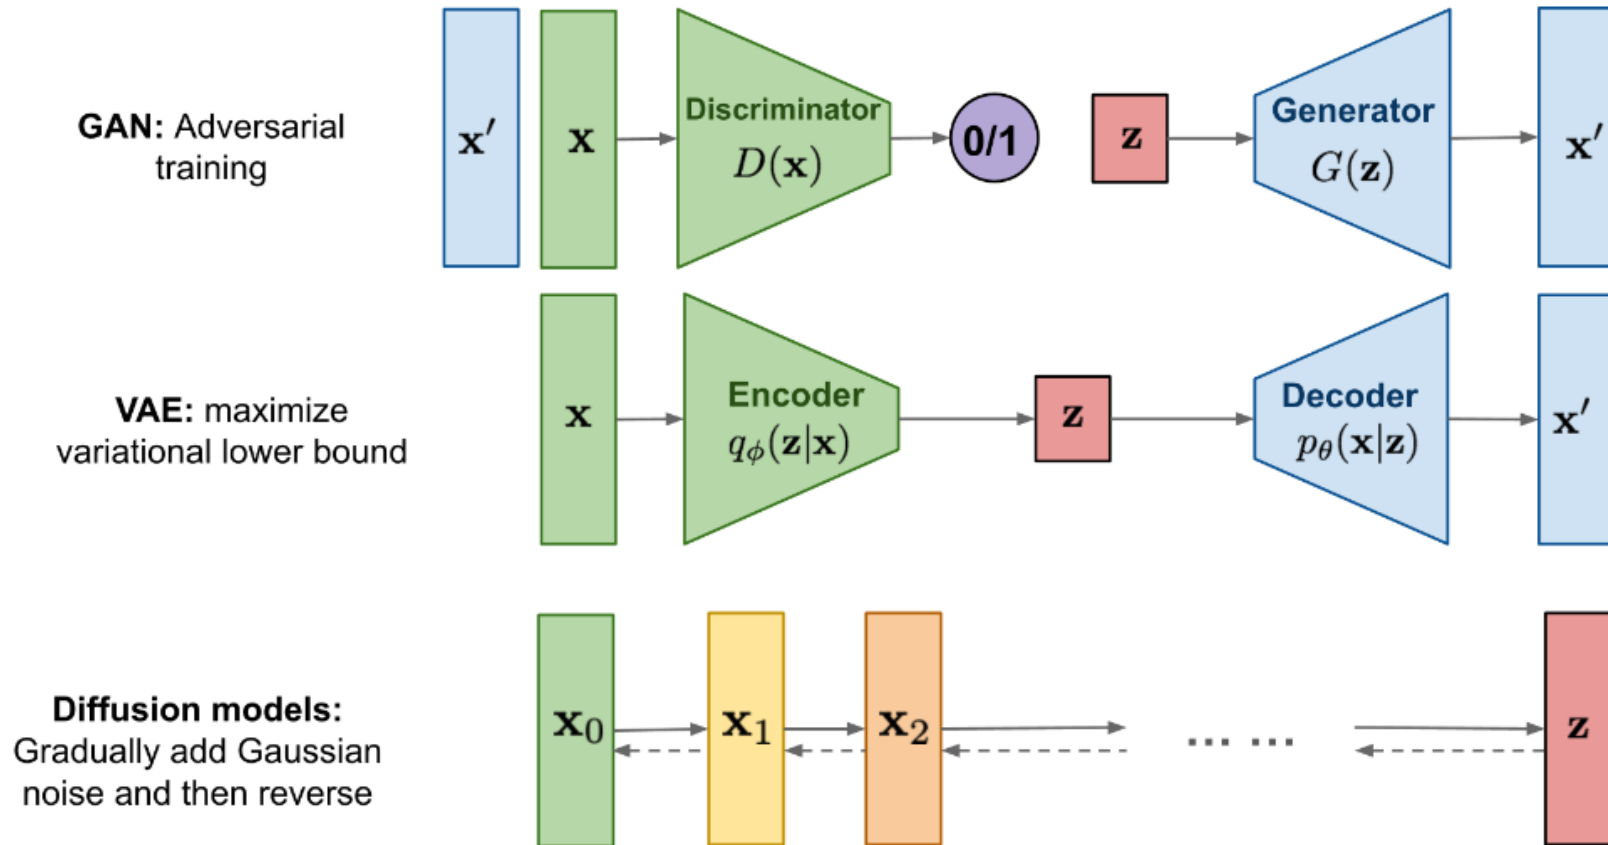 GAN: Adversarial
training
x′
x
Discriminator
D(x)
0/1
z
Generator
G(z)
x′
VAE: maximize
variational lower bound
x
Encoder
qϕ(z|x)
z
Decoder
pθ(x|z)
x′
Diffusion models:
Gradually add Gaussian
noise and then reverse
x₀
x₁
x₂
... ...
z